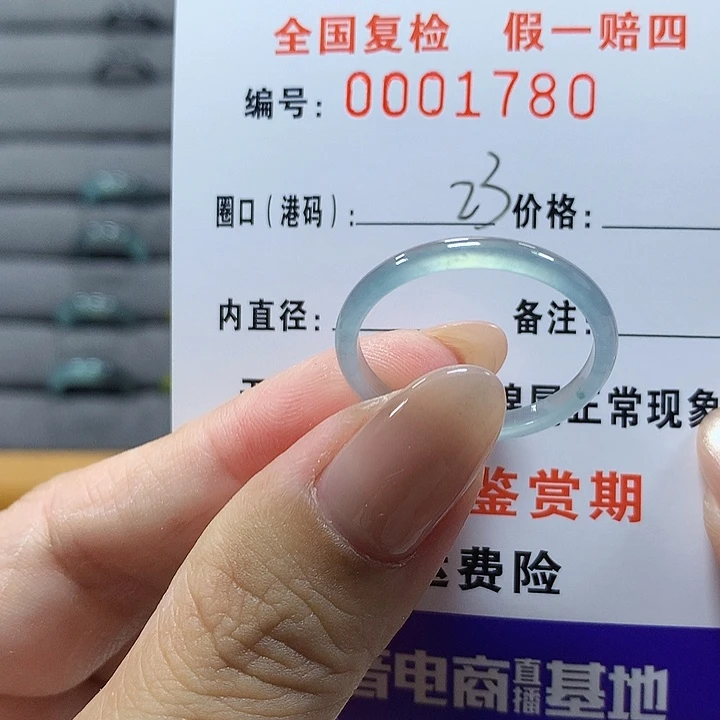 全国复检 假一赔四
编号: 0001780
圈口(港码): 23 价格:
内直径: 备注:
正常现象
鉴赏期
费险
电商直播基地